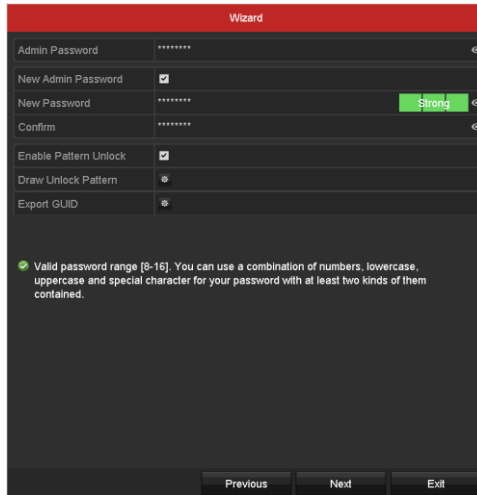 Wizard
Admin Password ********
New Admin Password
New Password ******** Strong
Confirm ********
Enable Pattern Unlock
Draw Unlock Pattern
Export GUID
Valid password range [8-16]. You can use a combination of numbers, lowercase,
uppercase and special character for your password with at least two kinds of them
contained.
Previous Next Exit